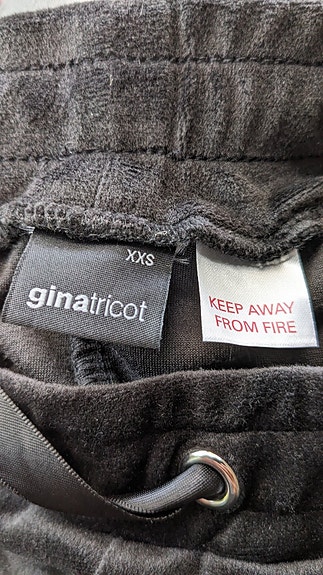 XXS
ginatricot
KEEP AWAY
FROM FIRE